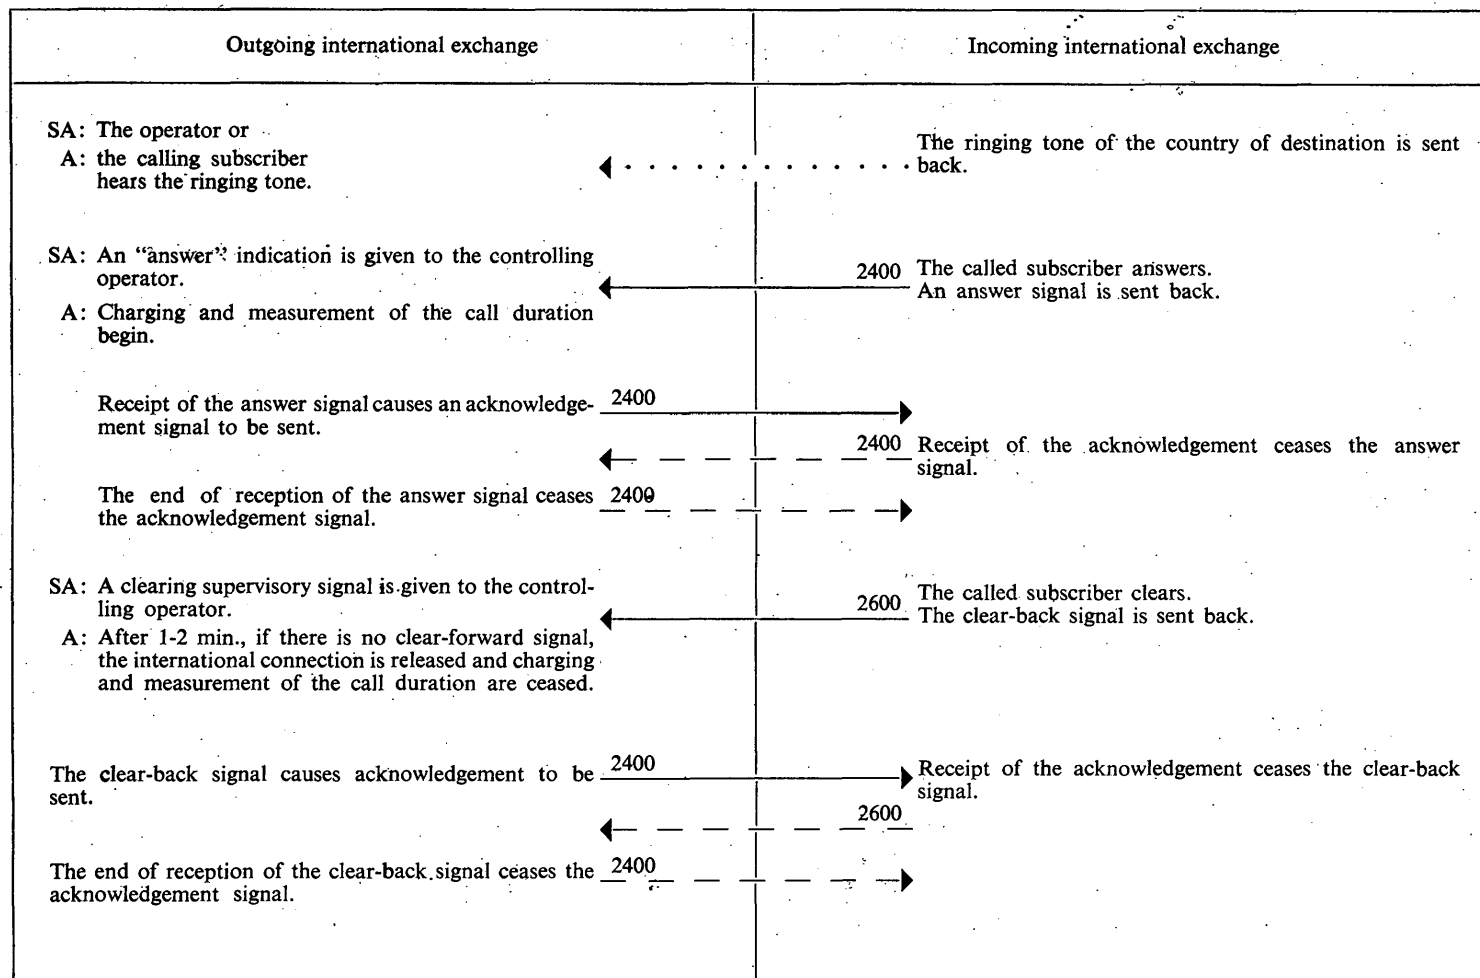 Outgoing international exchange
Incoming international exchange
SA: The operator or
A: the calling subscriber
hears the ringing tone.
The ringing tone of the country of destination is sent
back.
SA: An "answer" indication is given to the controlling
operator.
A: Charging and measurement of the call duration
begin.
2400
The called subscriber answers.
An answer signal is sent back.
Receipt of the answer signal causes an acknowledge-
ment signal to be sent.
2400
2400
Receipt of the acknowledgement ceases the answer
signal.
The end of reception of the answer signal ceases
the acknowledgement signal.
2400
SA: A clearing supervisory signal is given to the control-
ling operator.
A: After 1-2 min., if there is no clear-forward signal,
the international connection is released and charging
and measurement of the call duration are ceased.
2600
The called subscriber clears.
The clear-back signal is sent back.
The clear-back signal causes acknowledgement to be
sent.
2400
Receipt of the acknowledgement ceases the clear-back
signal.
2600
The end of reception of the clear-back signal ceases the
acknowledgement signal.
2400